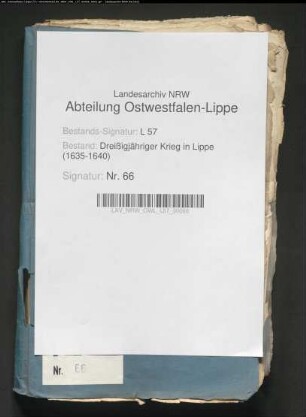 Landesarchiv NRW
Abteilung Ostwestfalen-Lippe
Bestands-Signatur: L 57
Bestand: Dreißigjähriger Krieg in Lippe
(1635-1640)
Signatur: Nr. 66
Nr. 66